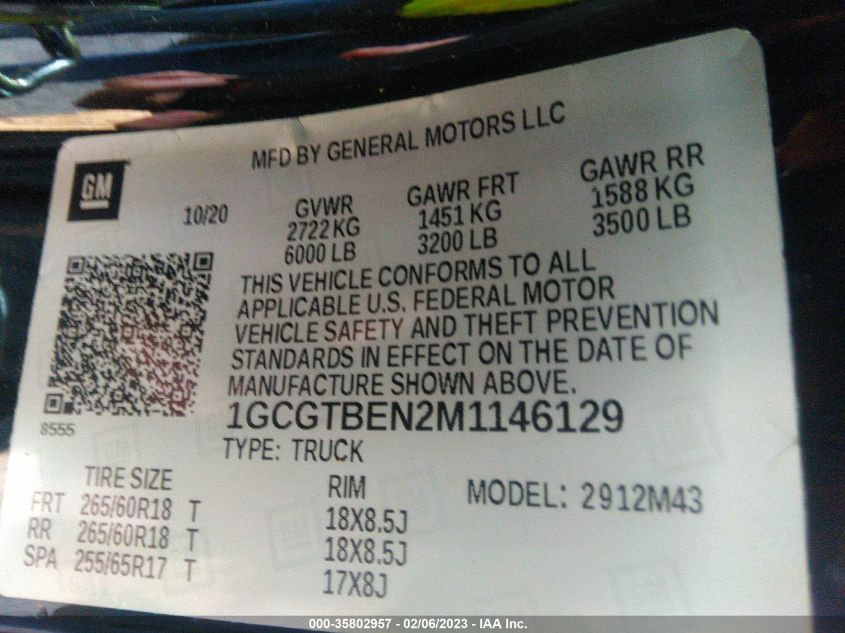 MFD BY GENERAL MOTORS LLC
GM
10/20
GVWR GAWR FRT GAWR RR
2722 KG 1451 KG 1588 KG
6000 LB 3200 LB 3500 LB
THIS VEHICLE CONFORMS TO ALL
APPLICABLE U.S. FEDERAL MOTOR
VEHICLE SAFETY AND THEFT PREVENTION
STANDARDS IN EFFECT ON THE DATE OF
MANUFACTURE SHOWN ABOVE.
8555
1GCGTBEN2M1146129
TYPE: TRUCK
TIRE SIZE RIM MODEL: 2912M43
FRT 265/60R18 T 18X8.5J
RR 265/60R18 T 18X8.5J
SPA 255/65R17 T 17X8J
000-35802957 - 02/06/2023 - IAA Inc.